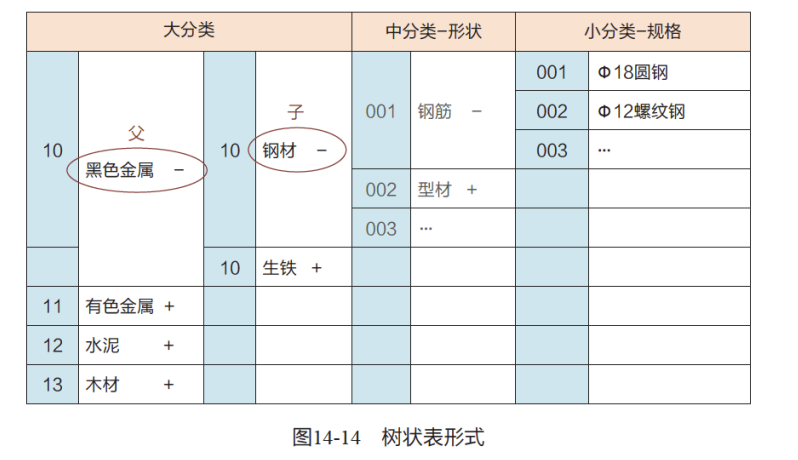 大分类 中分类-形状 小分类-规格
001 Φ18圆钢
子 001 钢筋 - 002 Φ12螺纹钢
父
10 黑色金属 - 10 钢材 - 003 …
002 型材 +
003 …
10 生铁 +
11 有色金属 +
12 水泥 +
13 木材 +
图14-14 树状表形式